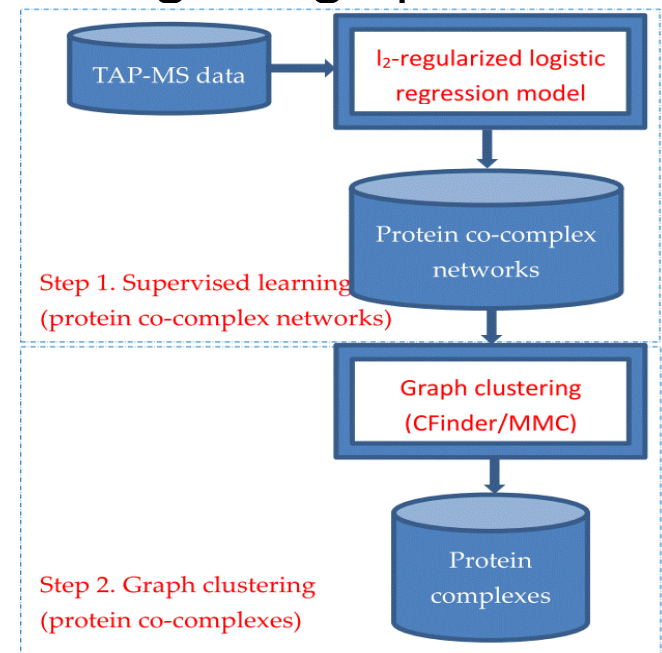 TAP-MS data
l₂-regularized logistic
regression model
Protein co-complex
networks
Step 1. Supervised learning
(protein co-complex networks)
Graph clustering
(CFinder/MMC)
Protein
complexes
Step 2. Graph clustering
(protein co-complexes)